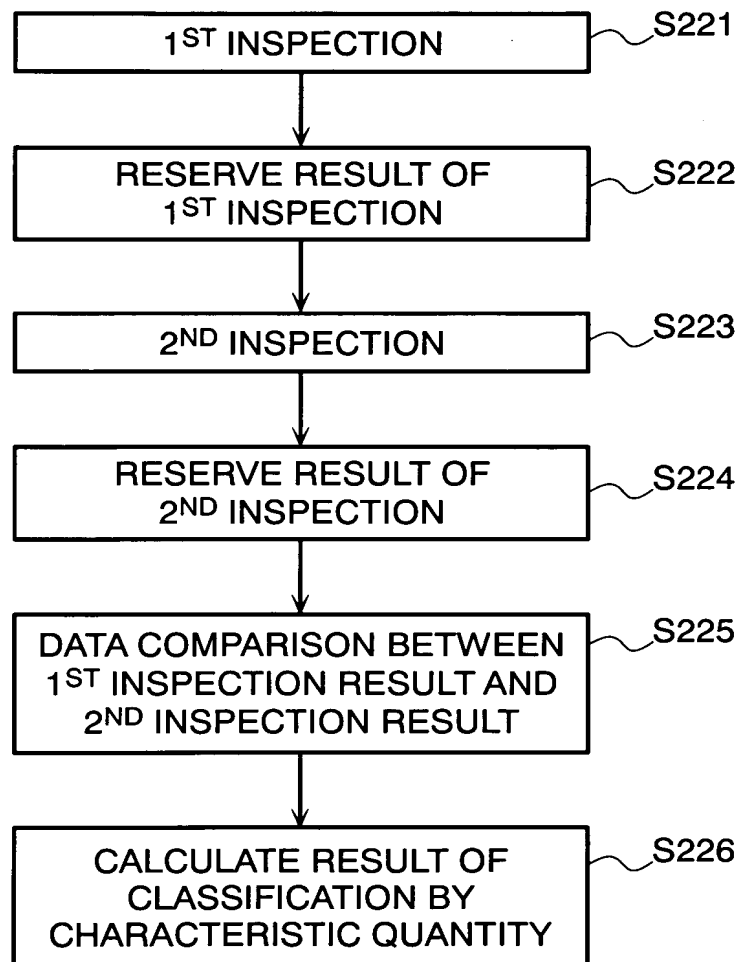 1ST INSPECTION
S221
RESERVE RESULT OF
1ST INSPECTION
S222
2ND INSPECTION
S223
RESERVE RESULT OF
2ND INSPECTION
S224
DATA COMPARISON BETWEEN
1ST INSPECTION RESULT AND
2ND INSPECTION RESULT
S225
CALCULATE RESULT OF
CLASSIFICATION BY
CHARACTERISTIC QUANTITY
S226